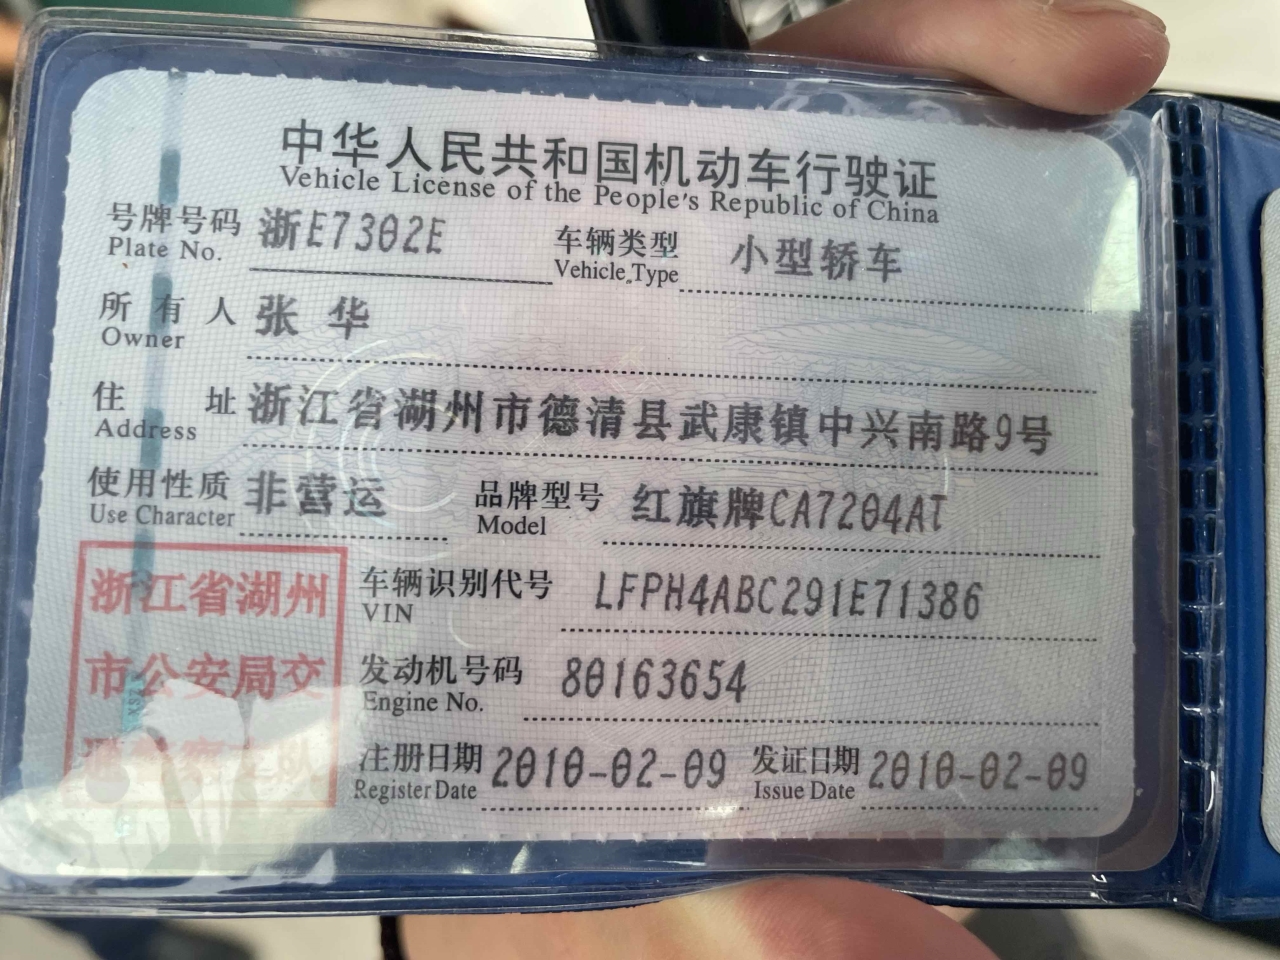 中华人民共和国机动车行驶证
Vehicle License of the People's Republic of China
号牌号码 浙E7302E 车辆类型 小型轿车
Plate No. Vehicle Type
所有人 张华
Owner
住址 浙江省湖州市德清县武康镇中兴南路9号
Address
使用性质 非营运 品牌型号 红旗牌CA7204AT
Use Character Model
浙江省湖州
市公安局交
通警察支队
车辆识别代号 LFPH4ABC291E71386
VIN
发动机号码 80163654
Engine No.
注册日期 2010-02-09 发证日期 2010-02-09
Register Date Issue Date